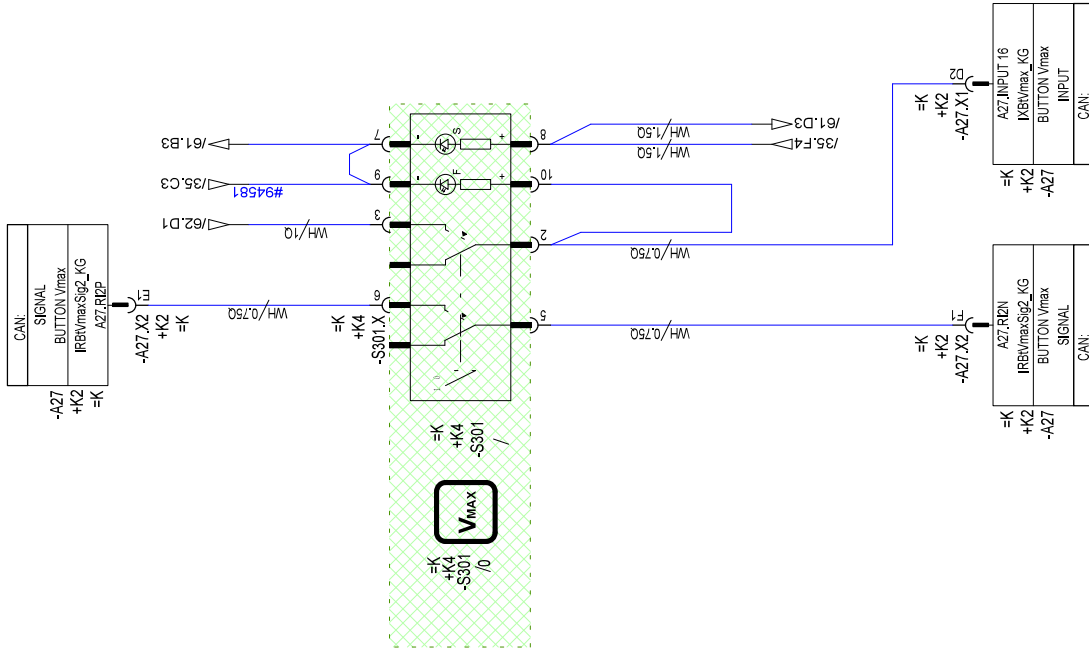 CAN:
SIGNAL
BUTTON Vmax
IRBtVmaxSig2_KG
A27.RI2P
-A27
+K2
=K
E1
-A27.X2
+K2
=K
WH/0.75Q
/61.B3
/35.C3
#94581
/62.D1
WH/1Q
7
9
3
6
=K
+K4
-S301.X
- S +
- F +
1 0
8
10
2
5
=K
+K4
-S301
/
VMAX
=K
+K4
-S301
/0
WH/1.5Q
/61.D3
WH/1.5Q
/35.F4
WH/0.75Q
WH/0.75Q
D2
=K
+K2
-A27.X1
A27.INPUT 16
IXBtVmax_KG
BUTTON Vmax
INPUT
CAN:
=K
+K2
-A27
F1
=K
+K2
-A27.X2
A27.RI2N
IRBtVmaxSig2_KG
BUTTON Vmax
SIGNAL
CAN:
=K
+K2
-A27